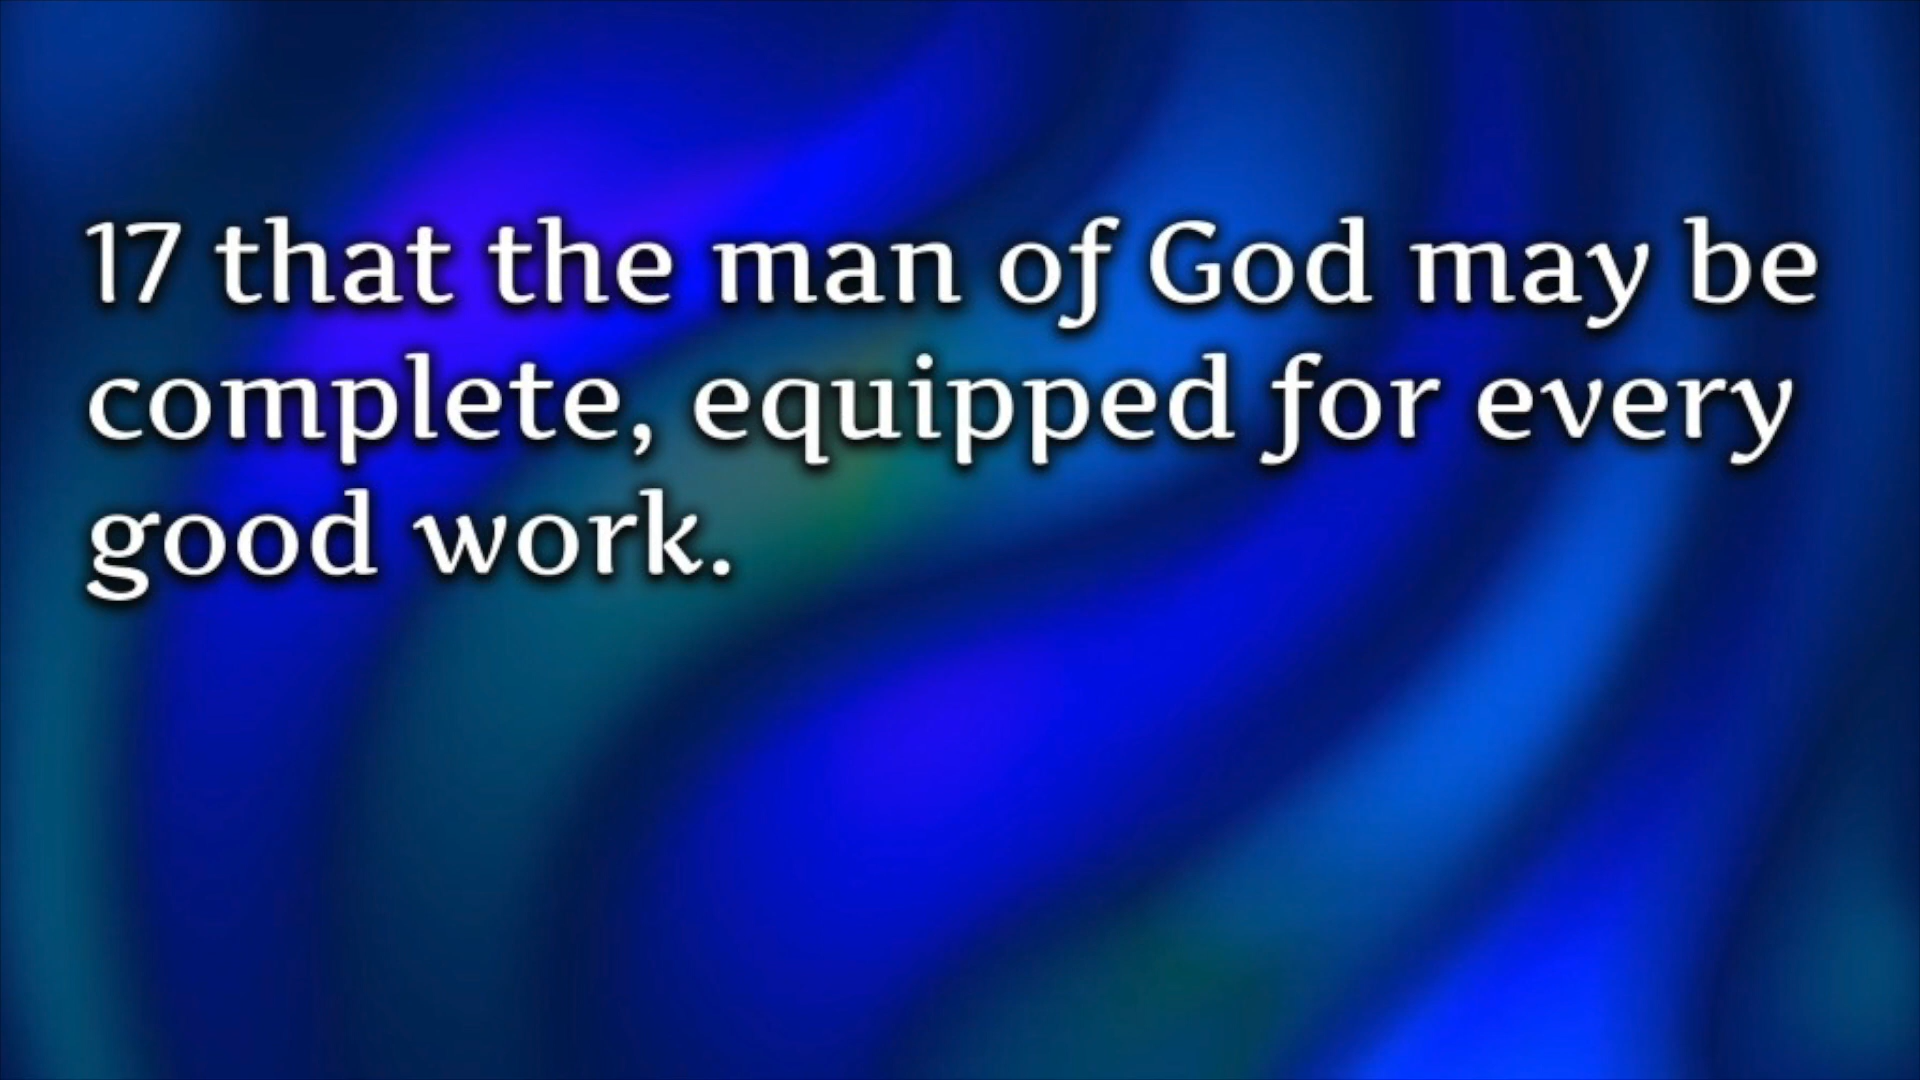 17 that the man of God may be
complete, equipped for every
good work.